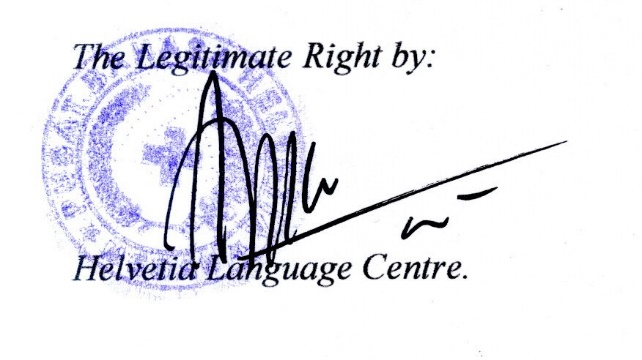 The Legitimate Right by:
Helvetia Language Centre.